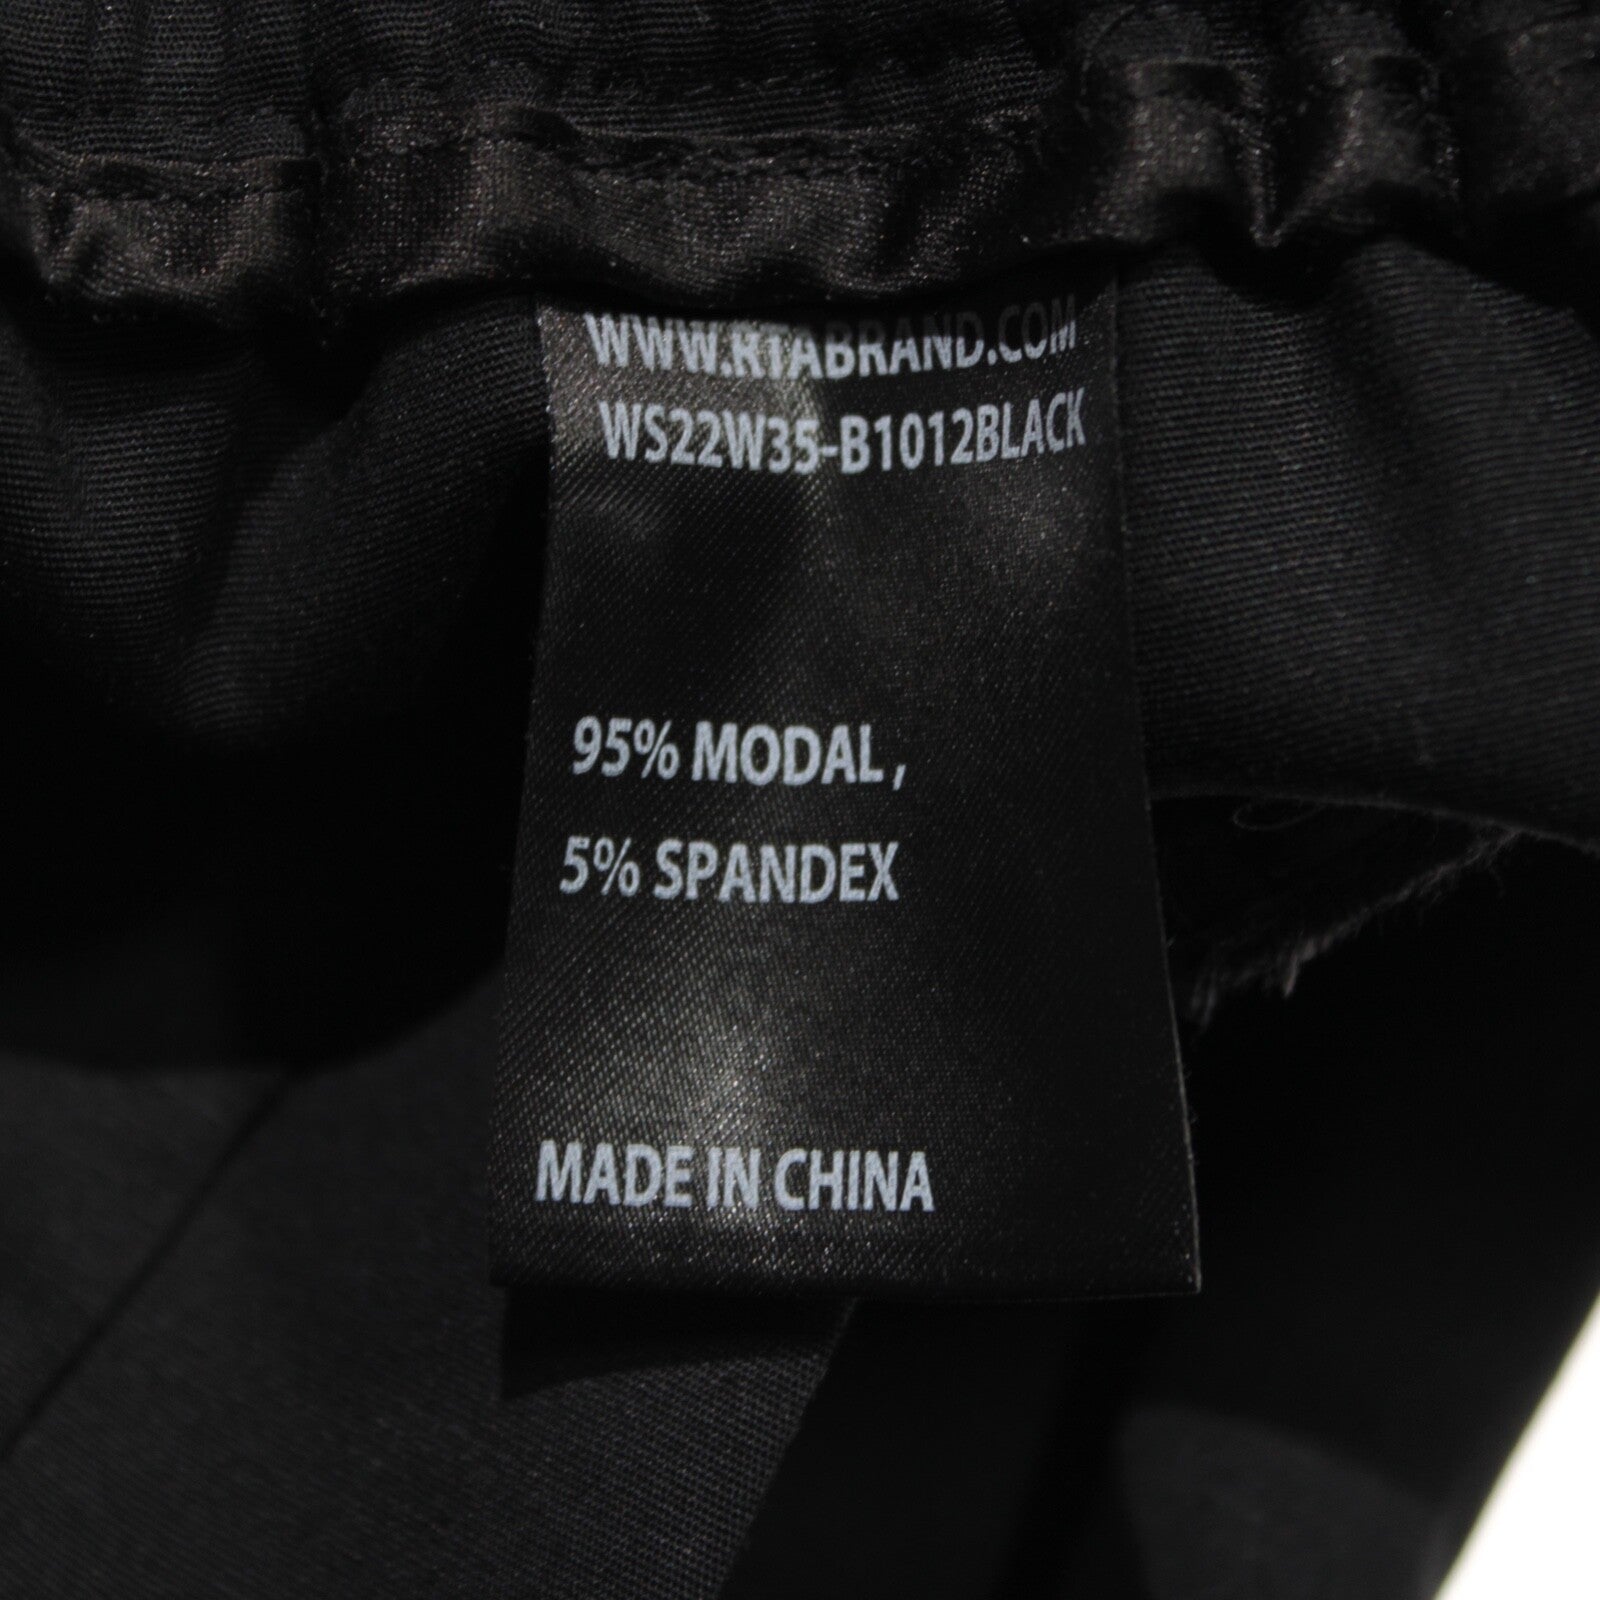 WWW.RTABRAND.COM
WS22W35-B1012BLACK
95% MODAL,
5% SPANDEX
MADE IN CHINA